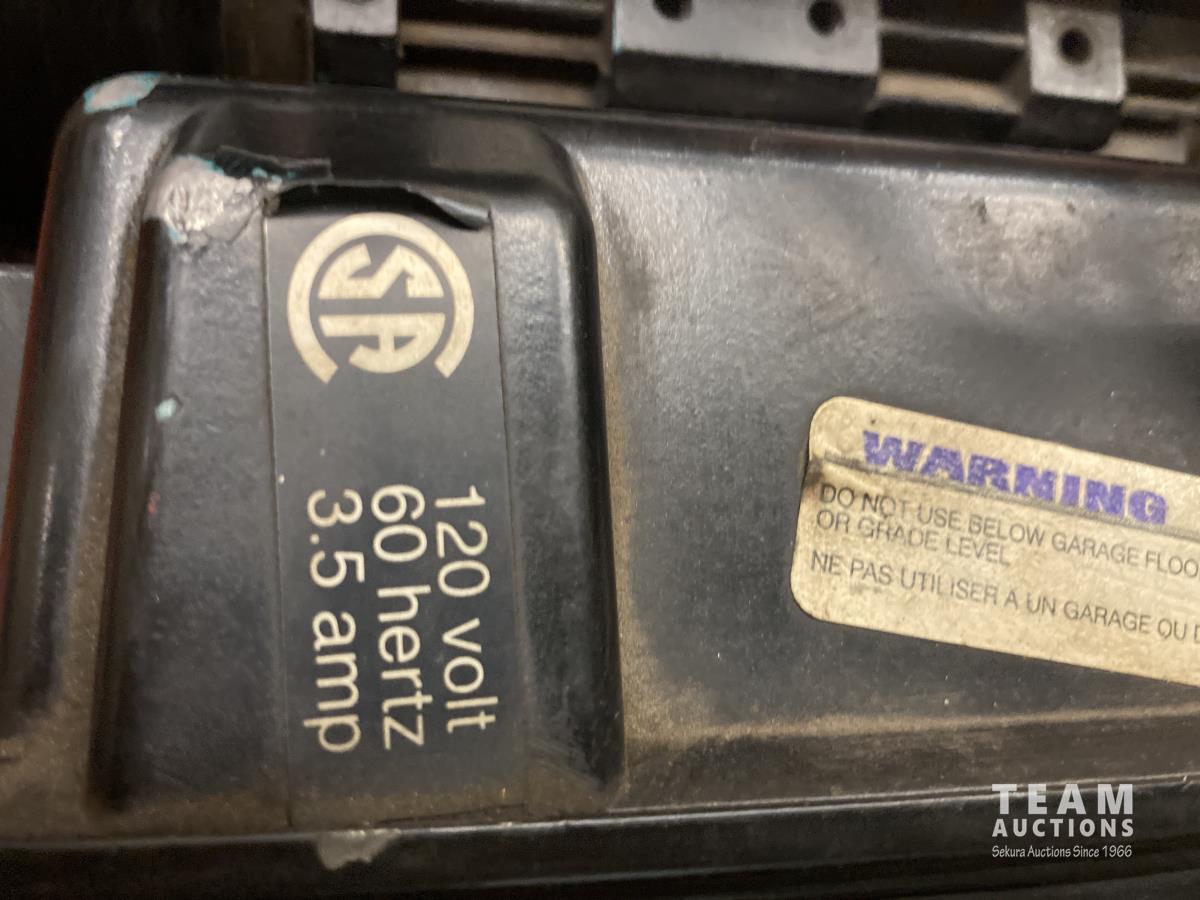 SA
120 volt
60 hertz
3.5 amp
WARNING
DO NOT USE BELOW GARAGE FLOO
OR GRADE LEVEL
NE PAS UTILISER A UN GARAGE OU D
TEAM
AUCTIONS
Sekura Auctions Since 1966